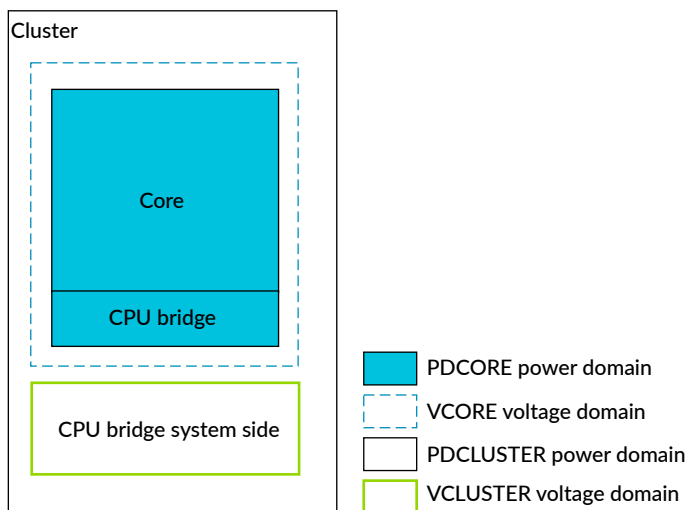 Cluster
Core
CPU bridge
CPU bridge system side
PDCORE power domain
VCORE voltage domain
PDCLUSTER power domain
VCLUSTER voltage domain